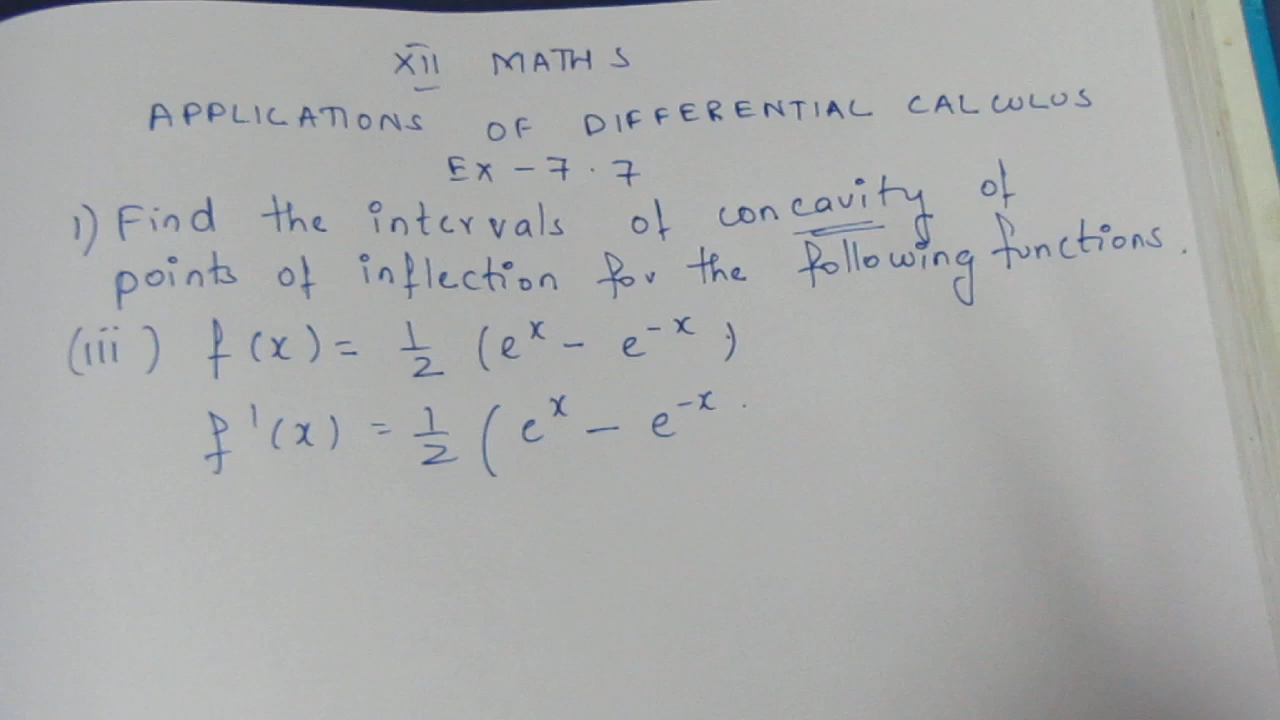 XII MATHS
APPLICATIONS OF DIFFERENTIAL CALCULUS
EX - 7.7
1) Find the intervals of concavity of
points of inflection for the following functions.
(iii) f(x) = 1/2 (e^x - e^-x)
f'(x) = 1/2 (e^x - e^-x.